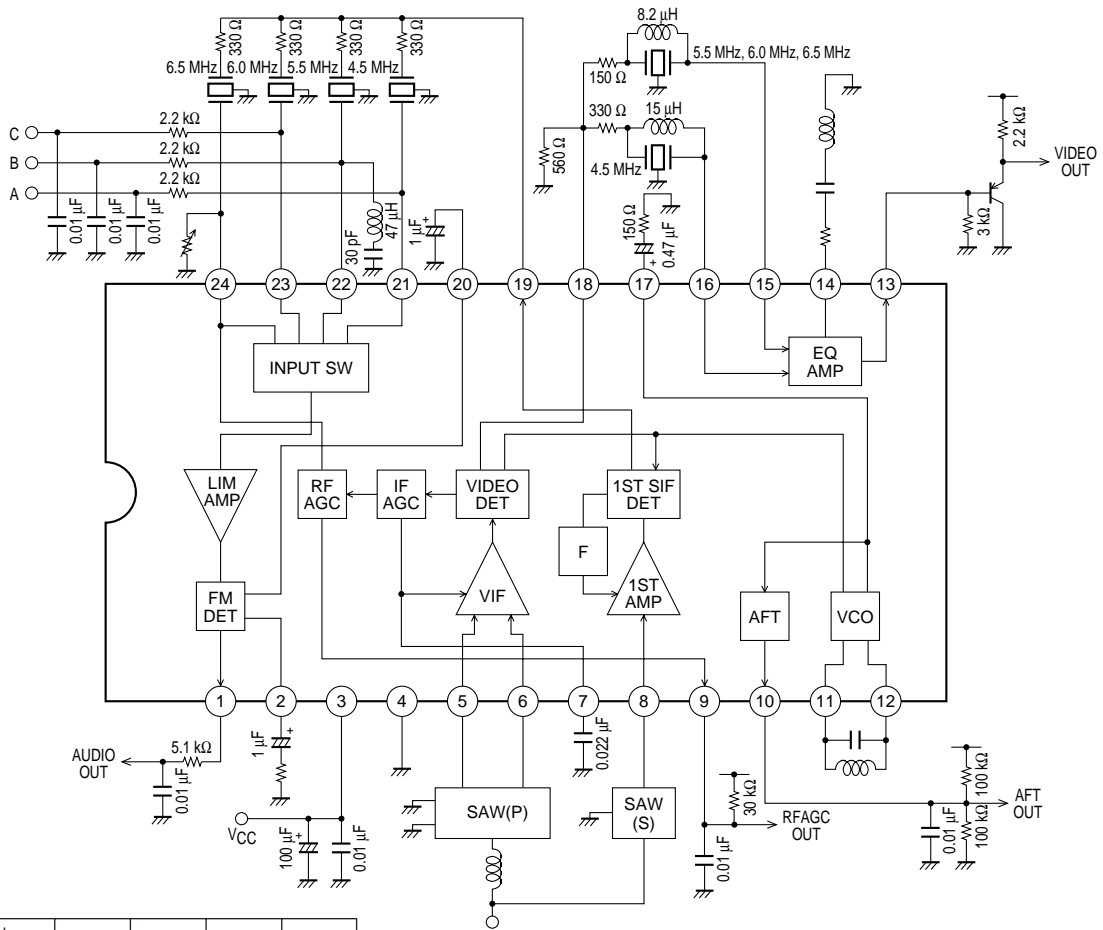 8.2 µH
330 Ω
330 Ω
330 Ω
330 Ω
6.5 MHz
6.0 MHz
5.5 MHz
4.5 MHz
5.5 MHz, 6.0 MHz, 6.5 MHz
150 Ω
330 Ω
15 µH
4.5 MHz
560 Ω
2.2 kΩ
VIDEO
OUT
3 kΩ
C
2.2 kΩ
B
2.2 kΩ
A
2.2 kΩ
0.01 µF
0.01 µF
0.01 µF
30 pF
47 µH
1 µF
+
150 Ω
0.47 µF
+
24
23
22
21
20
19
18
17
16
15
14
13
INPUT SW
EQ
AMP
LIM
AMP
RF
AGC
IF
AGC
VIDEO
DET
1ST SIF
DET
F
FM
DET
VIF
1ST
AMP
AFT
VCO
1
2
3
4
5
6
7
8
9
10
11
12
AUDIO
OUT
5.1 kΩ
0.01 µF
1 µF
+
VCC
100 µF
+
0.01 µF
SAW(P)
0.022 µF
SAW
(S)
0.01 µF
30 kΩ
RFAGC
OUT
0.01 µF
100 kΩ
100 kΩ
AFT
OUT